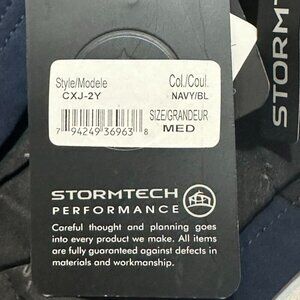 Style/Modele
Col./Coul.
CXJ-2Y
NAVY/BL
SIZE/GRANDEUR
MED
7 94249 36963 8
STORMTECH
PERFORMANCE
Careful thought and planning goes
into every product we make. All items
are fully guaranteed against defects in
materials and workmanship.
STORMTECH